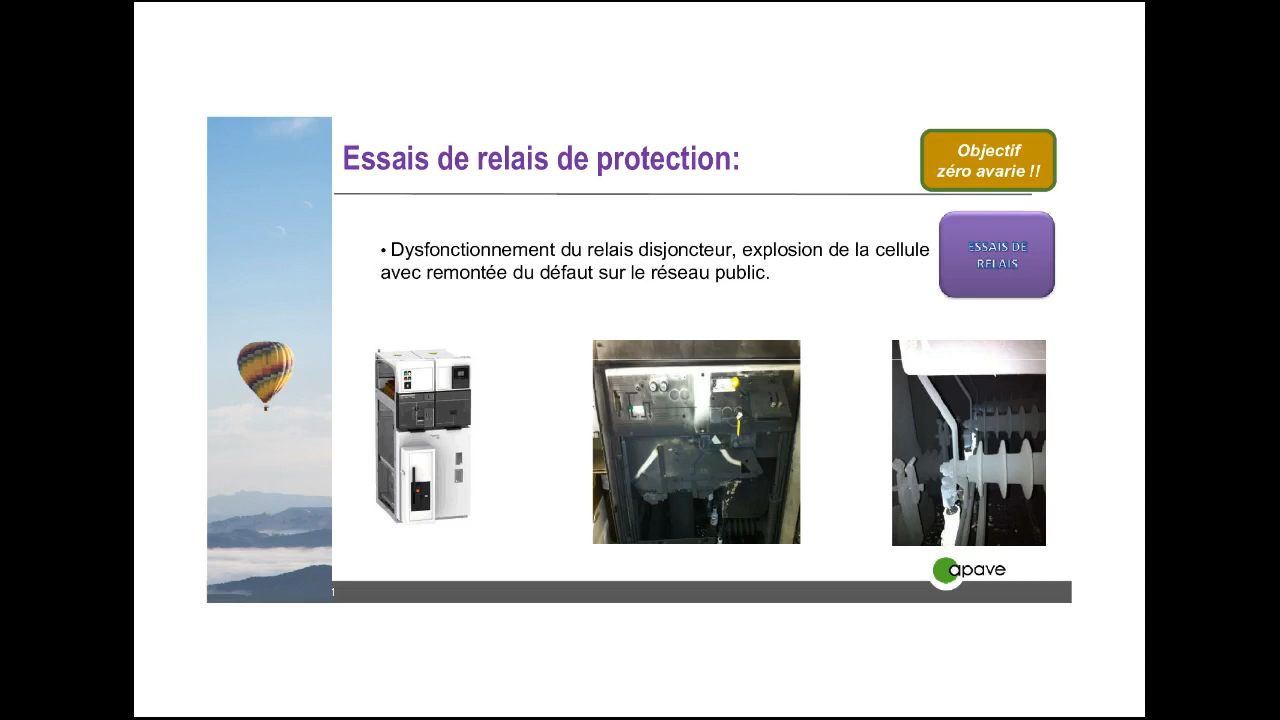 Essais de relais de protection:
Objectif
zéro avarie !!
• Dysfonctionnement du relais disjoncteur, explosion de la cellule
avec remontée du défaut sur le réseau public.
ESSAIS DE
RELAIS
apave
1